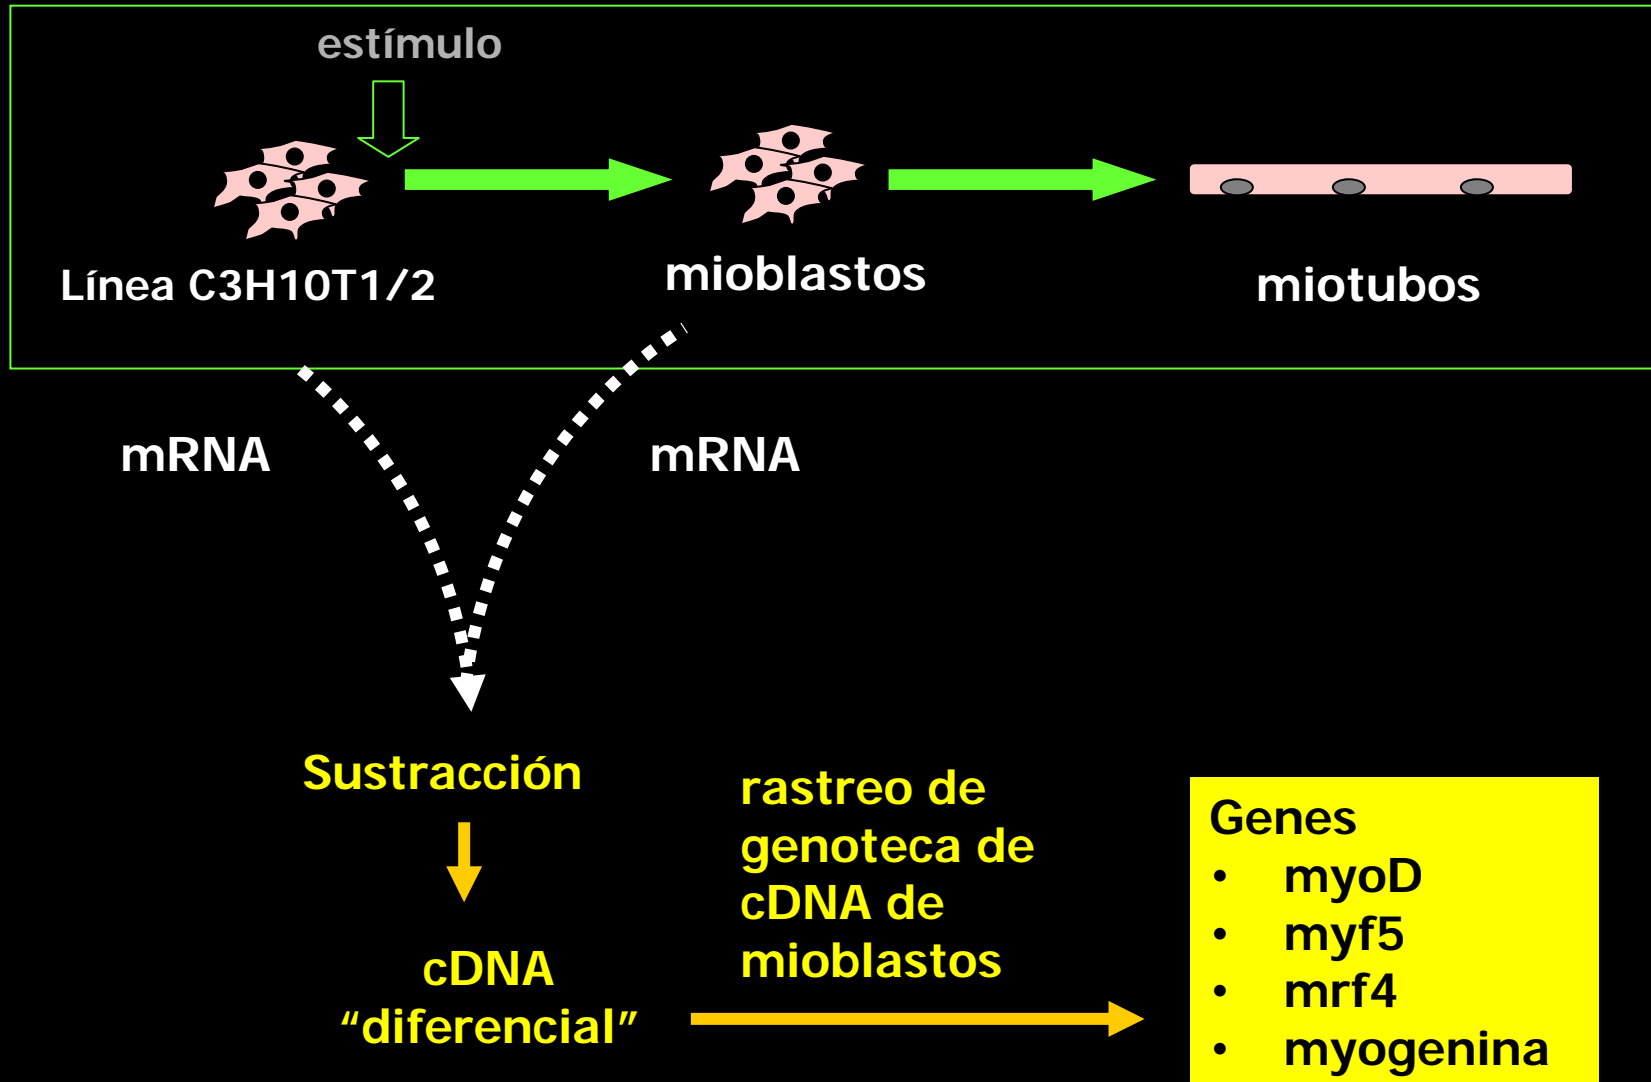 estímulo
Línea C3H10T1/2
mioblastos
miotubos
mRNA
mRNA
Sustracción
cDNA
“diferencial”
rastreo de
genoteca de
cDNA de
mioblastos
Genes
• myoD
• myf5
• mrf4
• myogenina